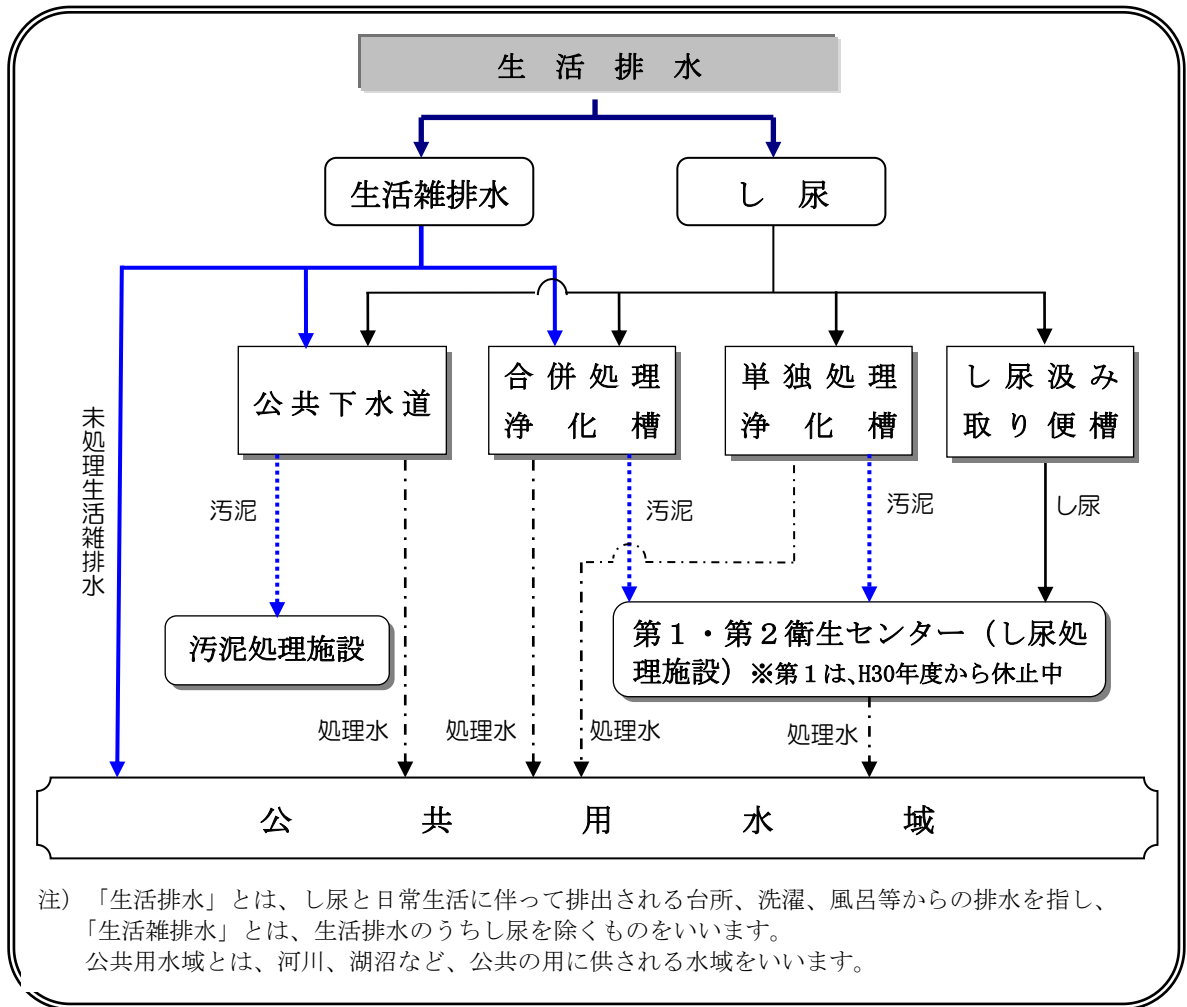 生活排水
生活雑排水
し尿
公共下水道
合併処理
浄化槽
単独処理
浄化槽
し尿汲み
取り便槽
未処理生活雑排水
汚泥
汚泥
汚泥
し尿
汚泥処理施設
第1・第2衛生センター（し尿処
理施設）※第1は、H30年度から休止中
処理水
処理水
処理水
処理水
公共用水域
注）「生活排水」とは、し尿と日常生活に伴って排出される台所、洗濯、風呂等からの排水を指し、
「生活雑排水」とは、生活排水のうちし尿を除くものをいいます。
公共用水域とは、河川、湖沼など、公共の用に供される水域をいいます。